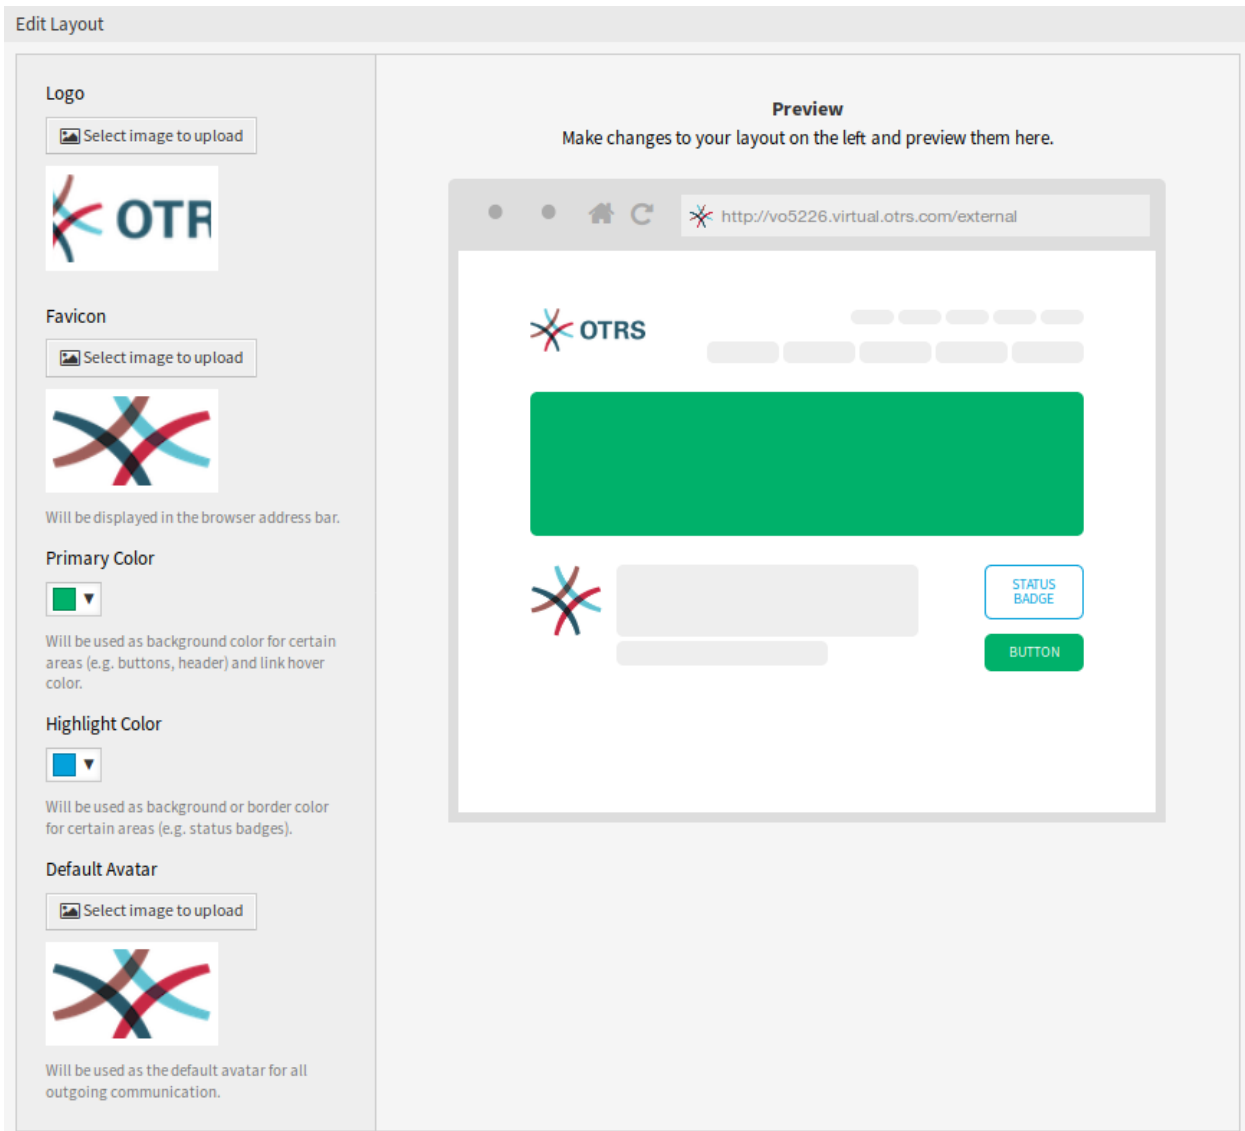 Edit Layout
Logo
Select image to upload
OTR
Favicon
Select image to upload
Will be displayed in the browser address bar.
Primary Color
Will be used as background color for certain
areas (e.g. buttons, header) and link hover
color.
Highlight Color
Will be used as background or border color
for certain areas (e.g. status badges).
Default Avatar
Select image to upload
Will be used as the default avatar for all
outgoing communication.
Preview
Make changes to your layout on the left and preview them here.
http://vo5226.virtual.otrs.com/external
OTRS
STATUS
BADGE
BUTTON